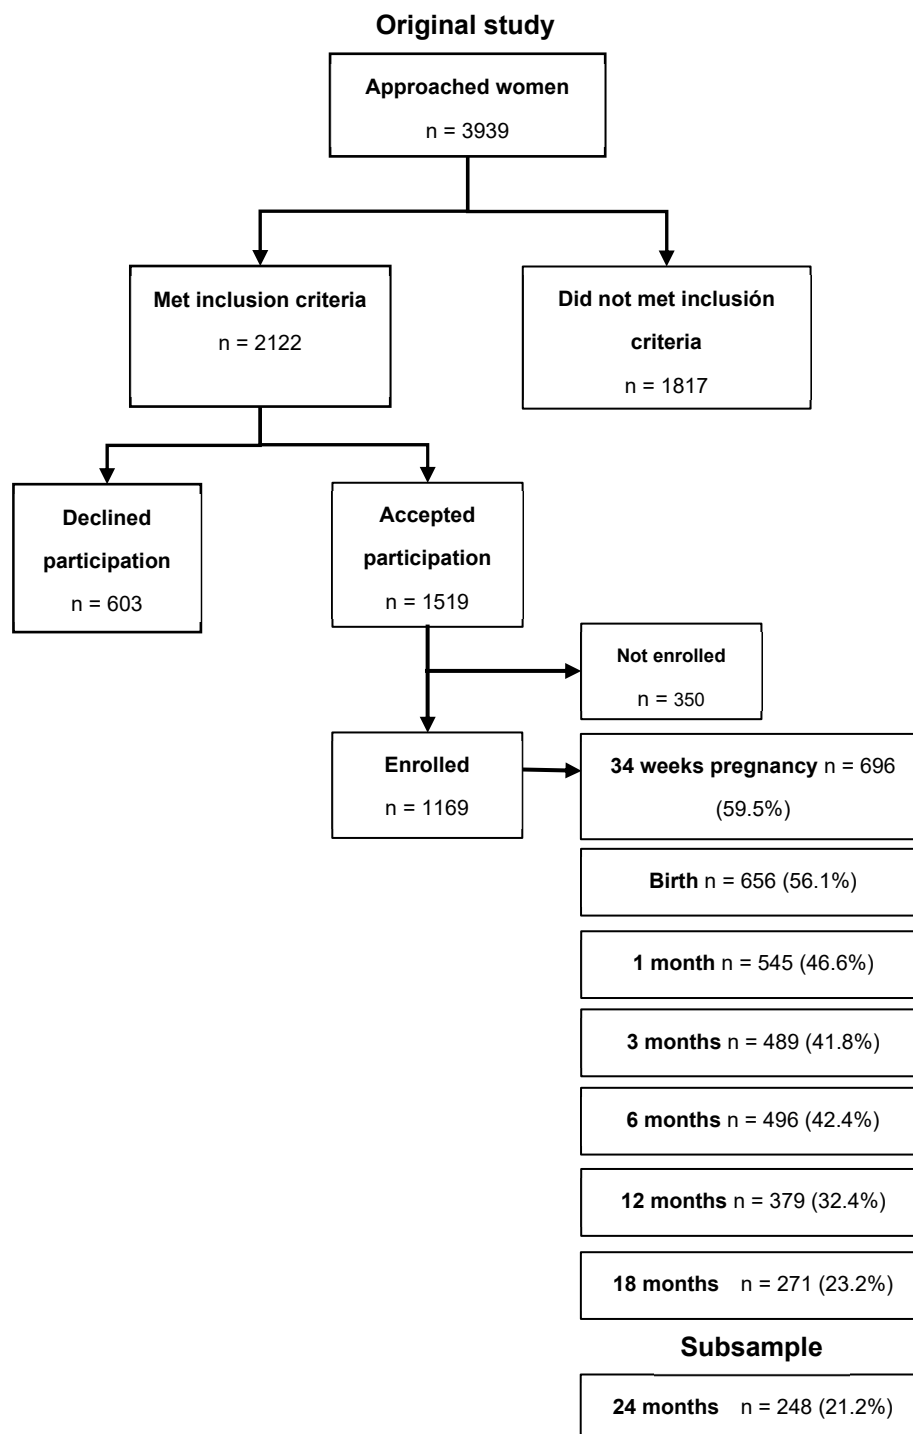 Original study
Approached women
n = 3939
Met inclusion criteria
n = 2122
Did not met inclusión
criteria
n = 1817
Declined
participation
n = 603
Accepted
participation
n = 1519
Not enrolled
n = 350
Enrolled
n = 1169
34 weeks pregnancy n = 696
(59.5%)
Birth n = 656 (56.1%)
1 month n = 545 (46.6%)
3 months n = 489 (41.8%)
6 months n = 496 (42.4%)
12 months n = 379 (32.4%)
18 months n = 271 (23.2%)
Subsample
24 months n = 248 (21.2%)